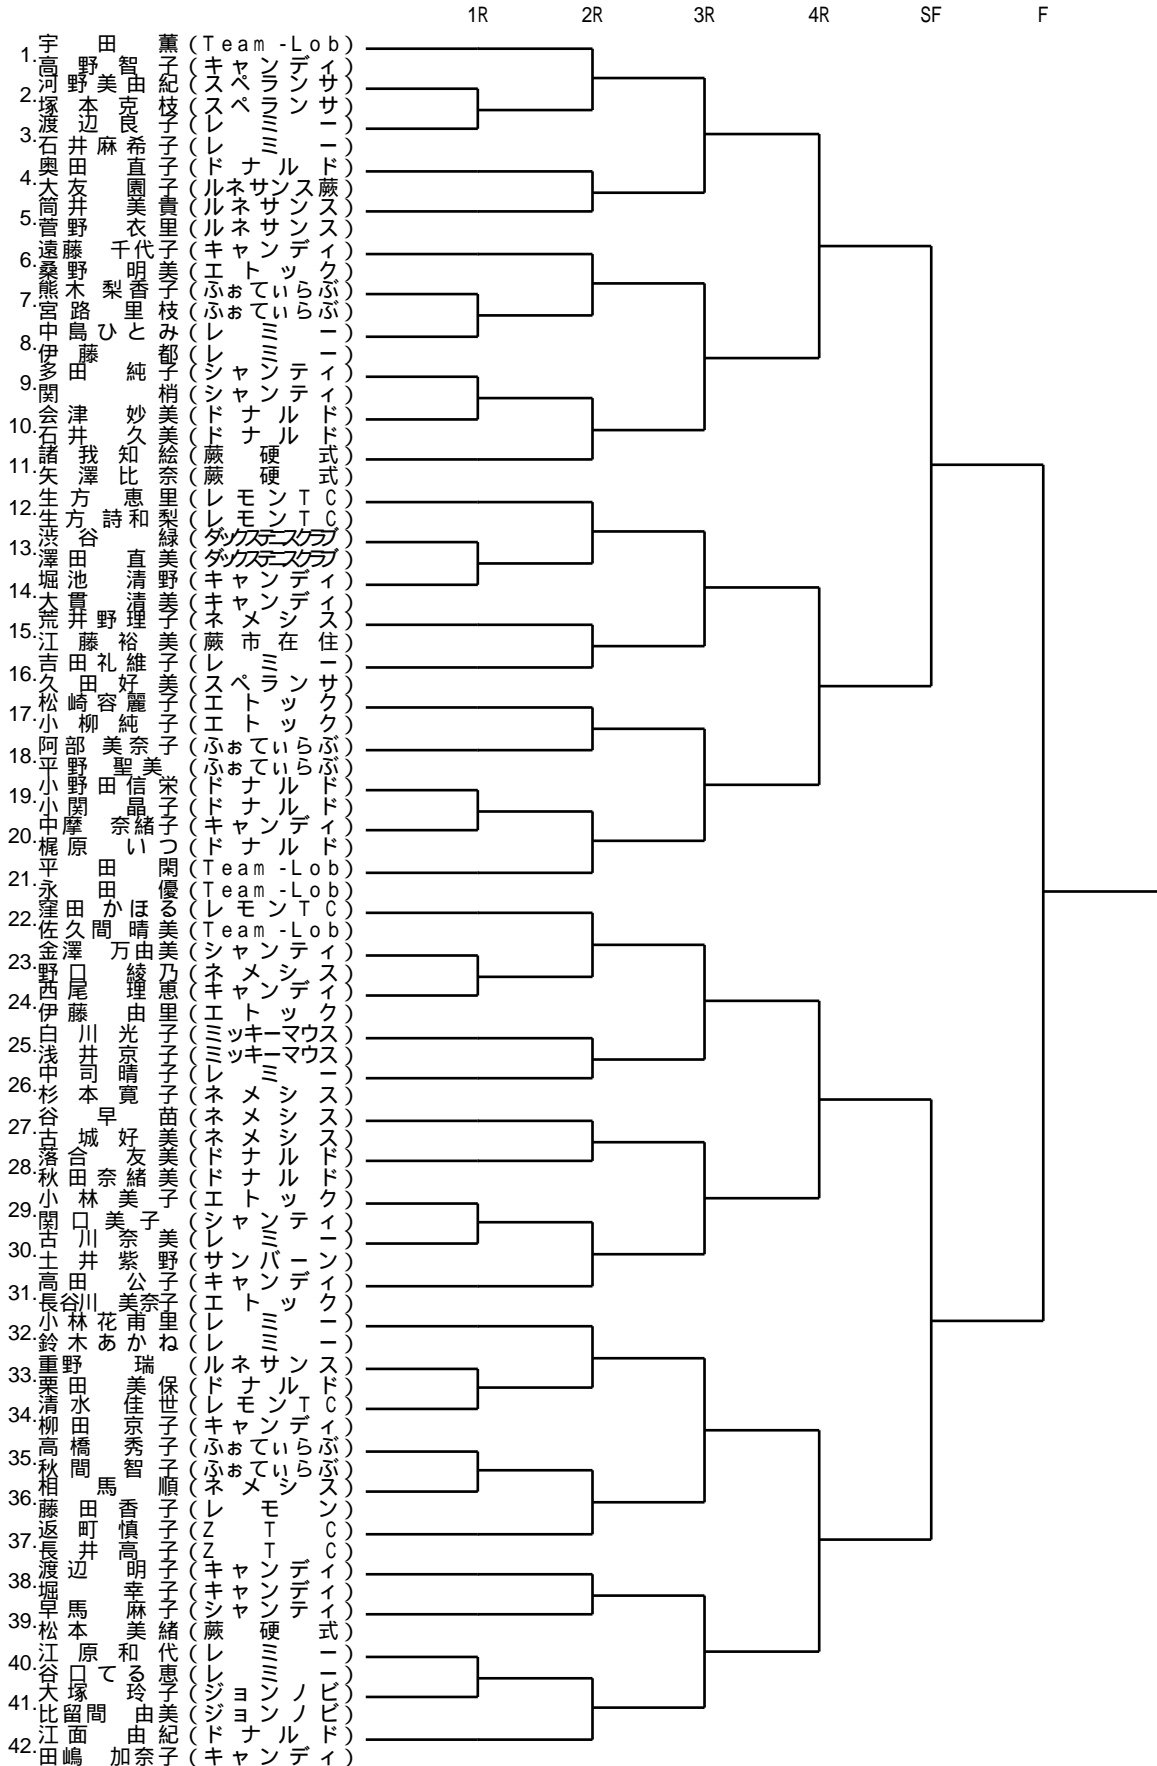 1R 2R 3R 4R SF F
1. 宇田 薫 (Team-Lob)
高野智子 (キャンディ)
2. 河野美由紀 (スペランサ)
塚本克枝 (スペランサ)
3. 渡辺良子 (レミー)
石井麻希子 (レミー)
4. 奥田 直子 (ドナルド)
大友 園子 (ルネサンス蕨)
5. 筒井 美貴 (ルネサンス)
菅野 衣里 (ルネサンス)
6. 遠藤 千代子 (キャンディ)
桑野 明美 (エトック)
7. 熊木 梨香子 (ふぉてぃらぶ)
宮路 里枝 (ふぉてぃらぶ)
8. 中島ひとみ (レミー)
伊藤 都 (レミー)
9. 多田 純子 (シャンティ)
関 梢 (シャンティ)
10. 会津 妙美 (ドナルド)
石井 久美 (ドナルド)
11. 諸我知絵 (蕨硬式)
矢澤比奈 (蕨硬式)
12. 生方 恵里 (レモンTC)
生方 詩和梨 (レモンTC)
13. 渋谷 緑 (ダックステニスクラブ)
澤田 直美 (ダックステニスクラブ)
14. 堀池 清野 (キャンディ)
大貫 清美 (キャンディ)
15. 荒井野理子 (ネメシス)
江藤裕美 (蕨市在住)
16. 吉田礼維子 (レミー)
久田好美 (スペランサ)
17. 松崎容麗子 (エトック)
小柳純子 (エトック)
18. 阿部 美奈子 (ふぉてぃらぶ)
平野 聖美 (ふぉてぃらぶ)
19. 小野田信栄 (ドナルド)
小関 晶子 (ドナルド)
20. 中摩 奈緒子 (キャンディ)
梶原 いつ (ドナルド)
21. 平田 閑 (Team-Lob)
永田 優 (Team-Lob)
22. 窪田 かほる (レモンTC)
佐久間 晴美 (Team-Lob)
23. 金澤 万由美 (シャンティ)
野口 綾乃 (ネメシス)
24. 西尾 理恵 (キャンディ)
伊藤 由里 (エトック)
25. 白川光子 (ミッキーマウス)
浅井京子 (ミッキーマウス)
26. 中司晴子 (レミー)
杉本寛子 (ネメシス)
27. 谷 早苗 (ネメシス)
古城好美 (ネメシス)
28. 落合 友美 (ドナルド)
秋田奈緒美 (ドナルド)
29. 小林美子 (エトック)
関口美子 (シャンティ)
30. 古川奈美 (レミー)
土井紫野 (サンバーン)
31. 高田 公子 (キャンディ)
長谷川 美奈子 (エトック)
32. 小林花甫里 (レミー)
鈴木あかね (レミー)
33. 重野 瑞 (ルネサンス)
栗田 美保 (ドナルド)
34. 清水 佳世 (レモンTC)
柳田 京子 (キャンディ)
35. 高橋 秀子 (ふぉてぃらぶ)
秋間 智子 (ふぉてぃらぶ)
36. 相馬 順 (ネメシス)
藤田香子 (レモン)
37. 返町慎子 (ZTC)
長井高子 (ZTC)
38. 渡辺 明子 (キャンディ)
堀 幸子 (キャンディ)
39. 早馬 麻子 (シャンティ)
松本 美緒 (蕨硬式)
40. 江原和代 (レミー)
谷口てる恵 (レミー)
41. 大塚 玲子 (ジョンノビ)
比留間 由美 (ジョンノビ)
42. 江面 由紀 (ドナルド)
田嶋 加奈子 (キャンディ)